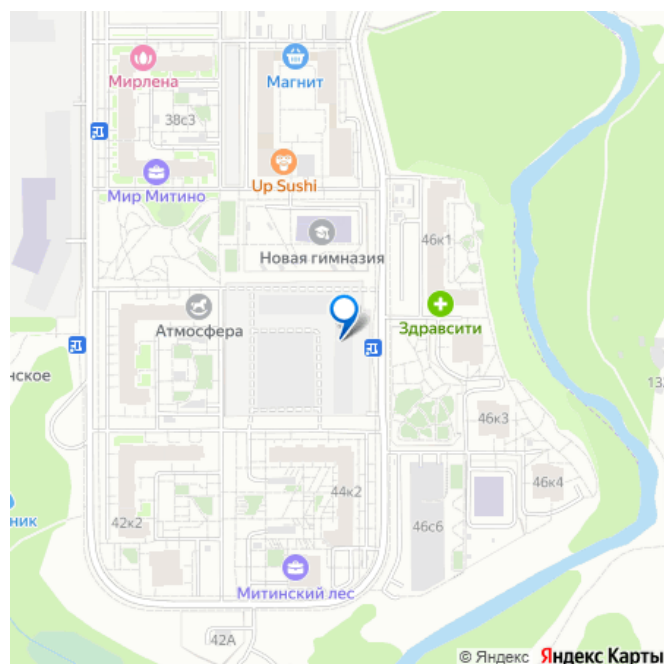 Мирлена
Магнит
38с3
Up Sushi
Мир Митино
46к1
Новая гимназия
Атмосфера
Здравсити
нское
13
46к3
46к4
44к2
42к2
46с6
ник
Митинский лес
42А
© Яндекс Яндекс Карты